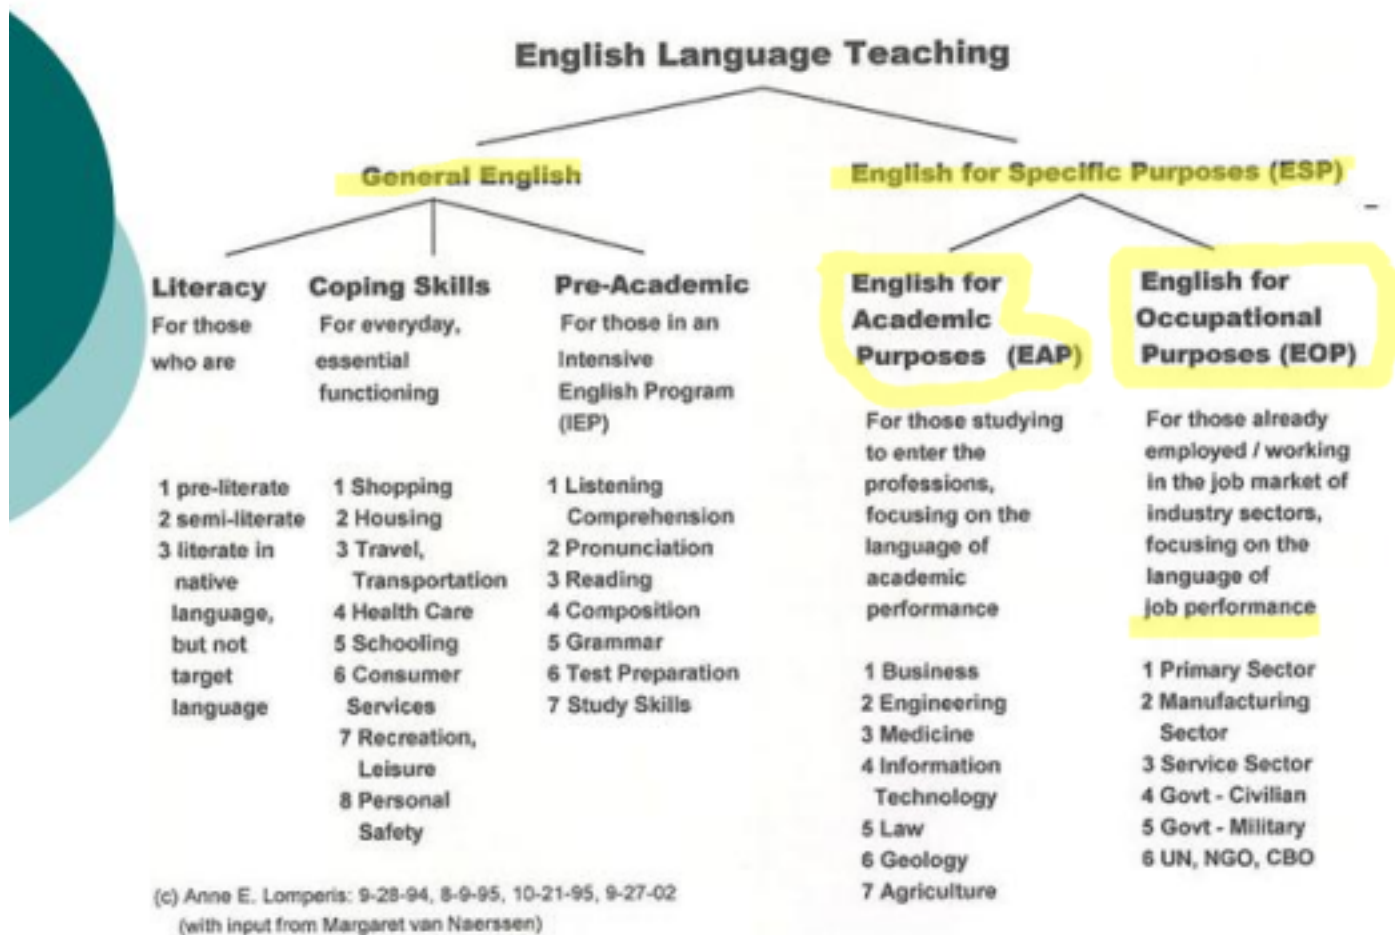 English Language Teaching
General English
English for Specific Purposes (ESP)
Literacy
For those
who are
1 pre-literate
2 semi-literate
3 literate in
native
language,
but not
target
language
Coping Skills
For everyday,
essential
functioning
1 Shopping
2 Housing
3 Travel,
Transportation
4 Health Care
5 Schooling
6 Consumer
Services
7 Recreation,
Leisure
8 Personal
Safety
Pre-Academic
For those in an
Intensive
English Program
(IEP)
1 Listening
Comprehension
2 Pronunciation
3 Reading
4 Composition
5 Grammar
6 Test Preparation
7 Study Skills
English for
Academic
Purposes (EAP)
For those studying
to enter the
professions,
focusing on the
language of
academic
performance
1 Business
2 Engineering
3 Medicine
4 Information
Technology
5 Law
6 Geology
7 Agriculture
English for
Occupational
Purposes (EOP)
For those already
employed / working
in the job market of
industry sectors,
focusing on the
language of
job performance
1 Primary Sector
2 Manufacturing
Sector
3 Service Sector
4 Govt - Civilian
5 Govt - Military
6 UN, NGO, CBO
(c) Anne E. Lomperis: 9-28-94, 8-9-95, 10-21-95, 9-27-02
(with input from Margaret van Naerssen)